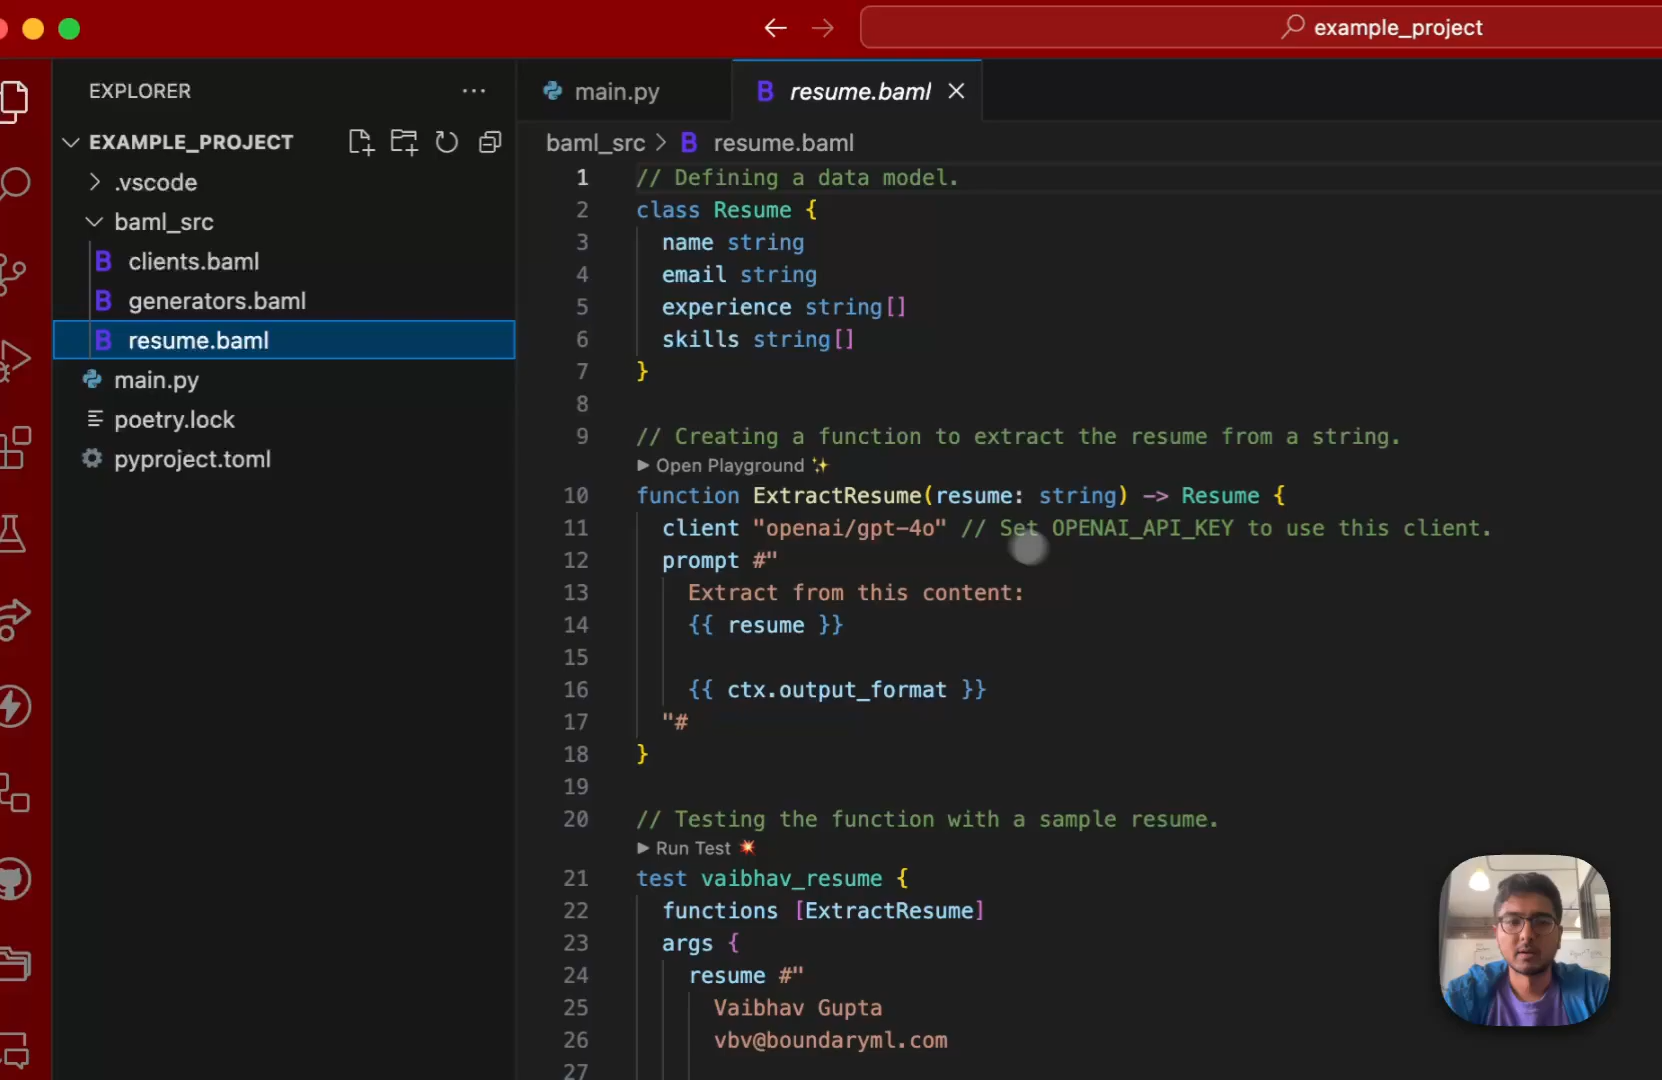 example_project
EXPLORER
EXAMPLE_PROJECT
.vscode
baml_src
clients.baml
generators.baml
resume.baml
main.py
poetry.lock
pyproject.toml
main.py
resume.baml
baml_src > resume.baml
1 // Defining a data model.
2 class Resume {
3 name string
4 email string
5 experience string[]
6 skills string[]
7 }
8
9 // Creating a function to extract the resume from a string.
Open Playground
10 function ExtractResume(resume: string) -> Resume {
11 client "openai/gpt-4o" // Set OPENAI_API_KEY to use this client.
12 prompt #"
13 Extract from this content:
14 {{ resume }}
15
16 {{ ctx.output_format }}
17 "#
18 }
19
20 // Testing the function with a sample resume.
Run Test
21 test vaibhav_resume {
22 functions [ExtractResume]
23 args {
24 resume #"
25 Vaibhav Gupta
26 vbv@boundaryml.com
27